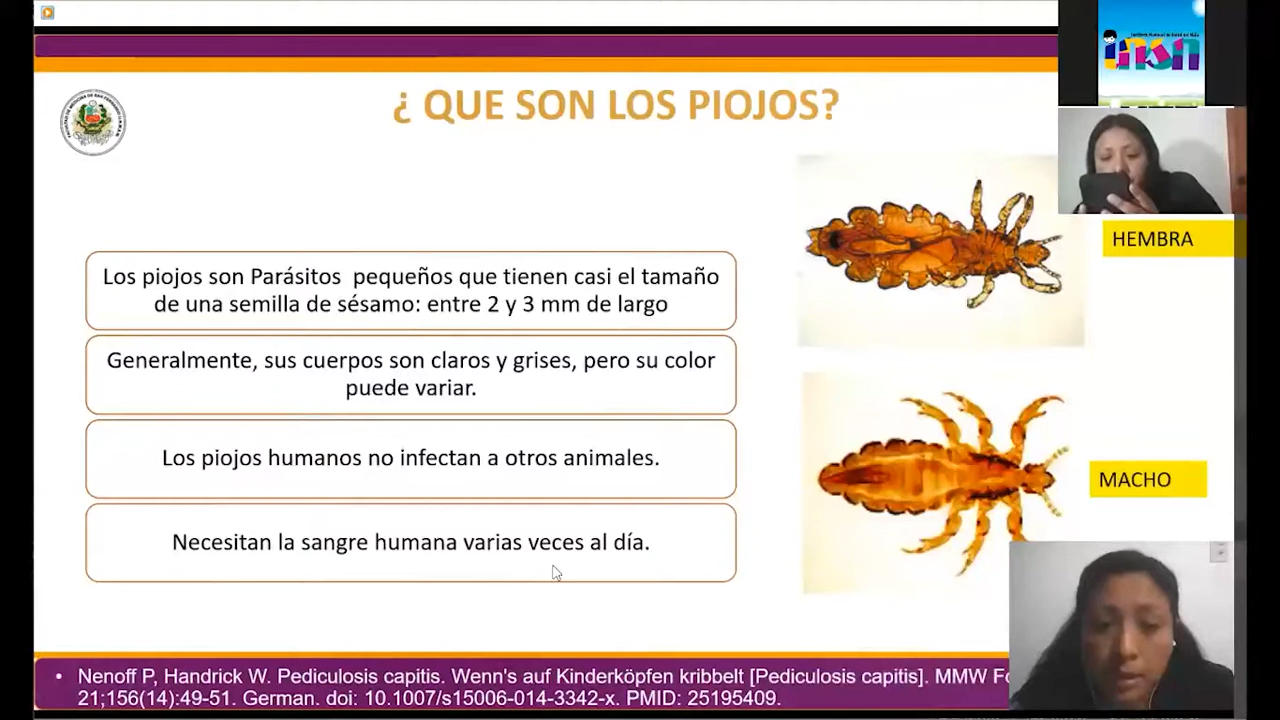 ¿ QUE SON LOS PIOJOS?
HEMBRA
Los piojos son Parásitos pequeños que tienen casi el tamaño
de una semilla de sésamo: entre 2 y 3 mm de largo
Generalmente, sus cuerpos son claros y grises, pero su color
puede variar.
Los piojos humanos no infectan a otros animales.
MACHO
Necesitan la sangre humana varias veces al día.
• Nenoff P, Handrick W. Pediculosis capitis. Wenn's auf Kinderköpfen kribbelt [Pediculosis capitis]. MMW
21;156(14):49-51. German. doi: 10.1007/s15006-014-3342-x. PMID: 25195409.